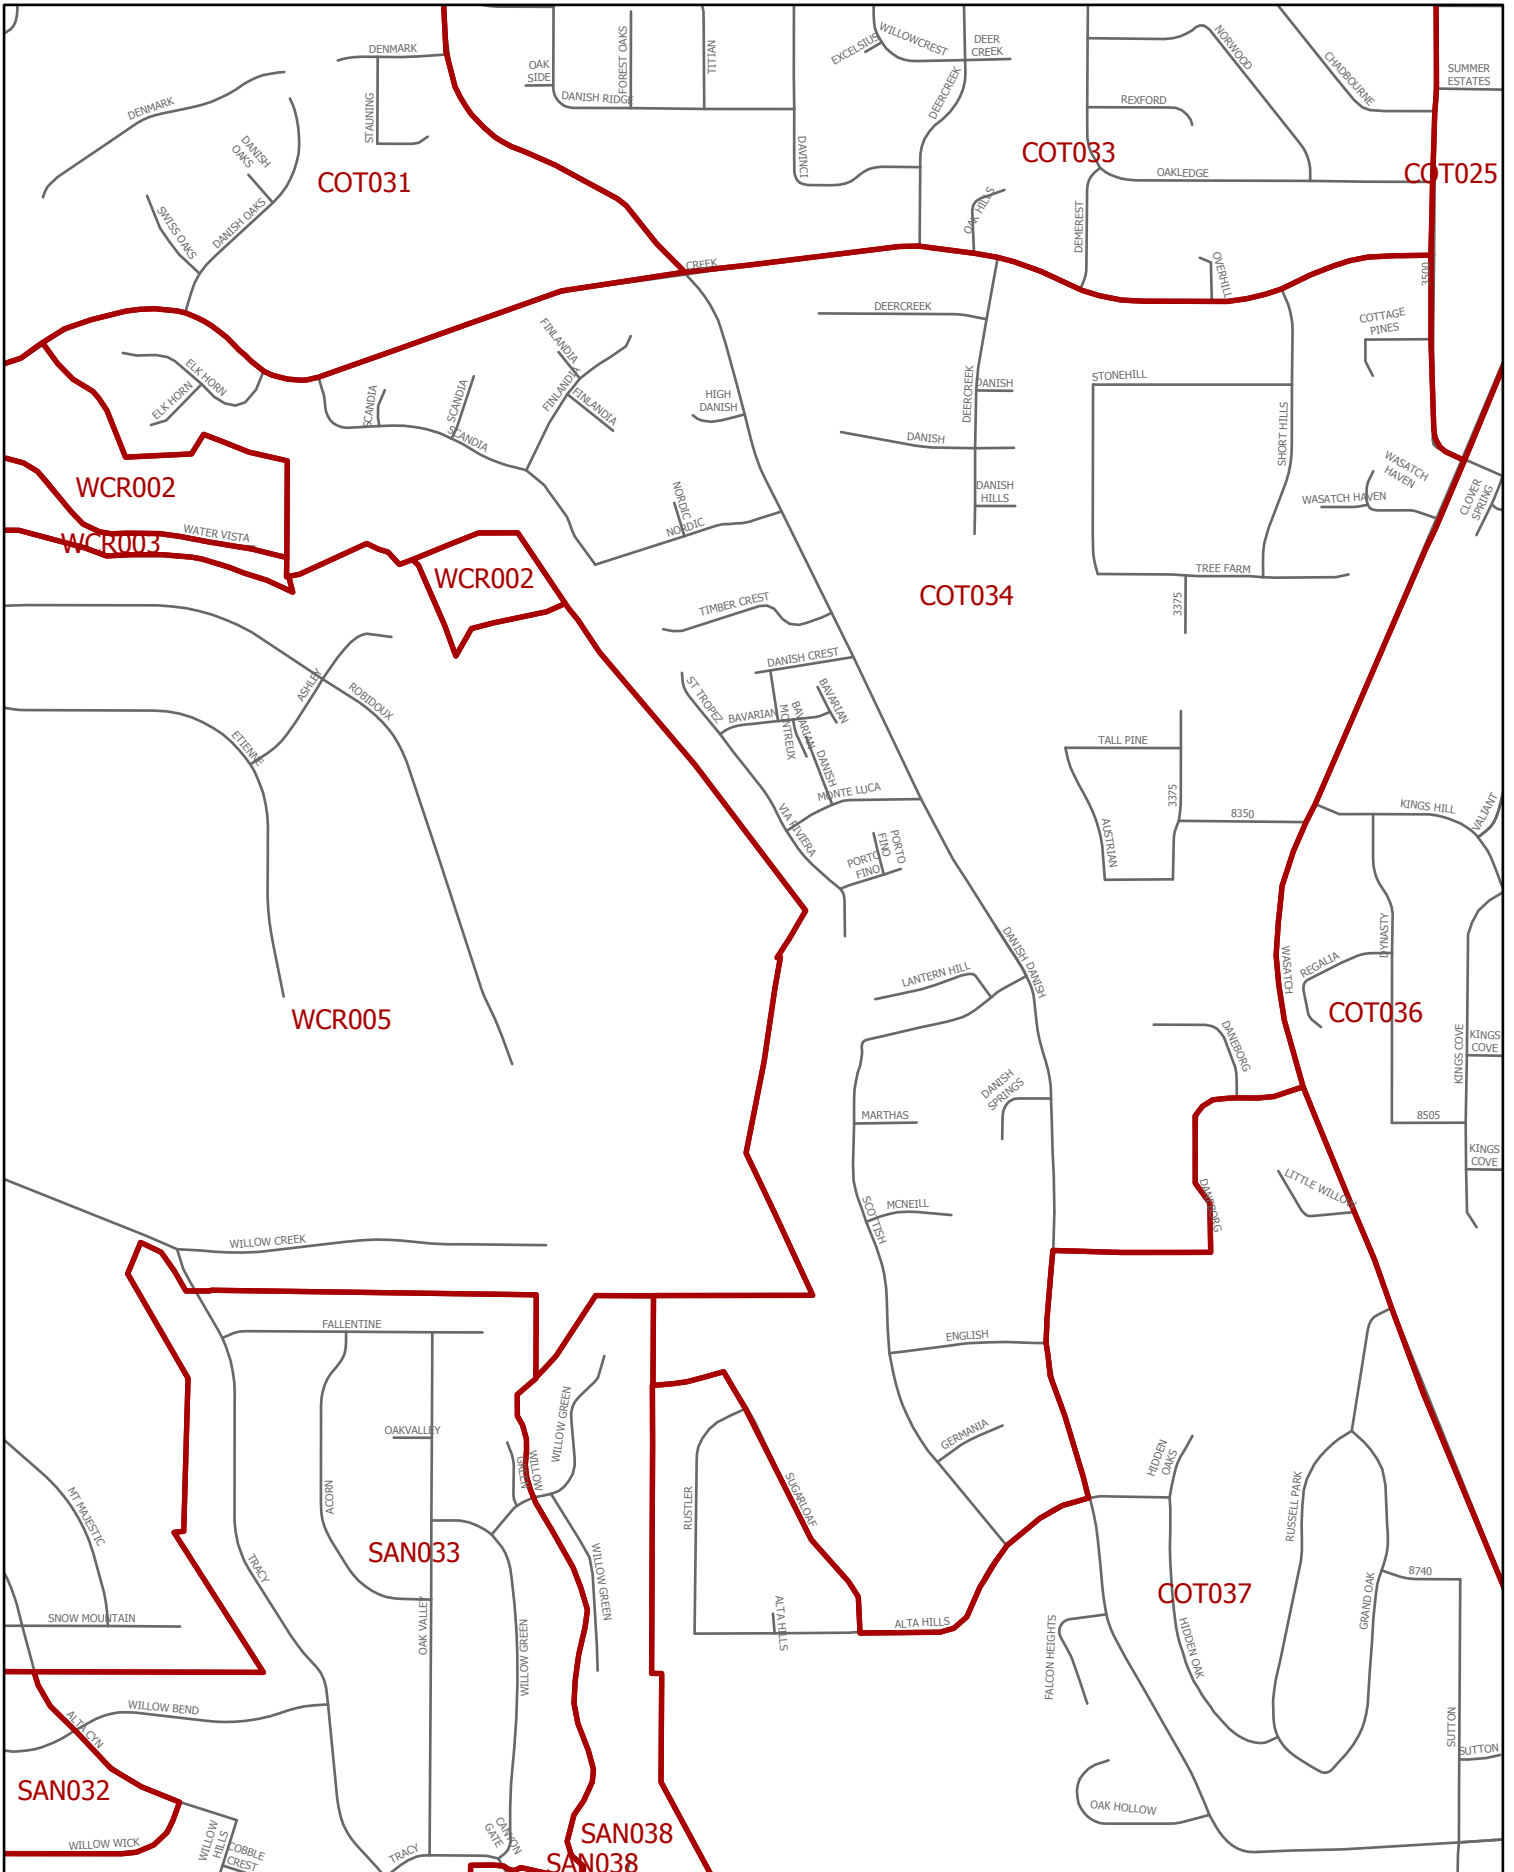 DENMARK
OAK
SIDE
FOREST OAKS
TITIAN
EXCELSIUS
WILLOWCREST
DEER
CREEK
NORWOOD
CHADBOURNE
SUMMER
ESTATES
DENMARK
STAUNING
DANISH RIDGE
DEERCREEK
REXFORD
DANISH
OAKS
DAVINCI
COT033
COT031
OAKLEDGE
COT025
SWISS OAKS
DANISH OAKS
OAK HILLS
DEMEREST
CREEK
OVERHILL
3500
DEERCREEK
COTTAGE
PINES
FINLANDIA
ELK HORN
ELK HORN
SCANDIA
SCANDIA
SCANDIA
FINLANDIA
FINLANDIA
HIGH
DANISH
DEERCREEK
DANISH
STONEHILL
SHORT HILLS
DANISH
WASATCH
HAVEN
WCR002
NORDIC
NORDIC
DANISH
HILLS
WASATCH HAVEN
CLOVER
SPRING
WATER VISTA
WCR003
WCR002
TREE FARM
COT034
3375
TIMBER CREST
DANISH CREST
ASHLEY
ROBIDOUX
ST TROPEZ
BAVARIAN
BAVARIAN
BAVARIAN
MONTREUX
DANISH
ETIENNE
TALL PINE
MONTE LUCA
3375
8350
KINGS HILL
VALIANT
VIA RIVIERA
AUSTRIAN
PORTO
FINO
PORTO
FINO
DYNASTY
DANISH
DANISH
LANTERN HILL
WASATCH
REGALIA
WCR005
COT036
DANEBORG
KINGS COVE
KINGS
COVE
DANISH
SPRINGS
MARTHAS
8505
KINGS
COVE
LITTLE WILLOW
DANEBORG
SCOTTISH
MCNEILL
WILLOW CREEK
FALLENTINE
ENGLISH
WILLOW GREEN
OAKVALLEY
GERMANIA
WILLOW
GREEN
HIDDEN
OAKS
ACORN
MT MAJESTIC
RUSTLER
SUGARLOAF
RUSSELL PARK
SAN033
TRACY
WILLOW GREEN
8740
COT037
GRAND OAK
SNOW MOUNTAIN
OAK VALLEY
ALTA HILLS
ALTA HILLS
WILLOW GREEN
FALCON HEIGHTS
HIDDEN OAK
WILLOW BEND
ALTA CYN
SUTTON
SUTTON
SAN032
OAK HOLLOW
WILLOW WICK
WILLOW
HILLS
COBBLE
CREST
TRACY
CANYON
GATE
SAN038
SAN038